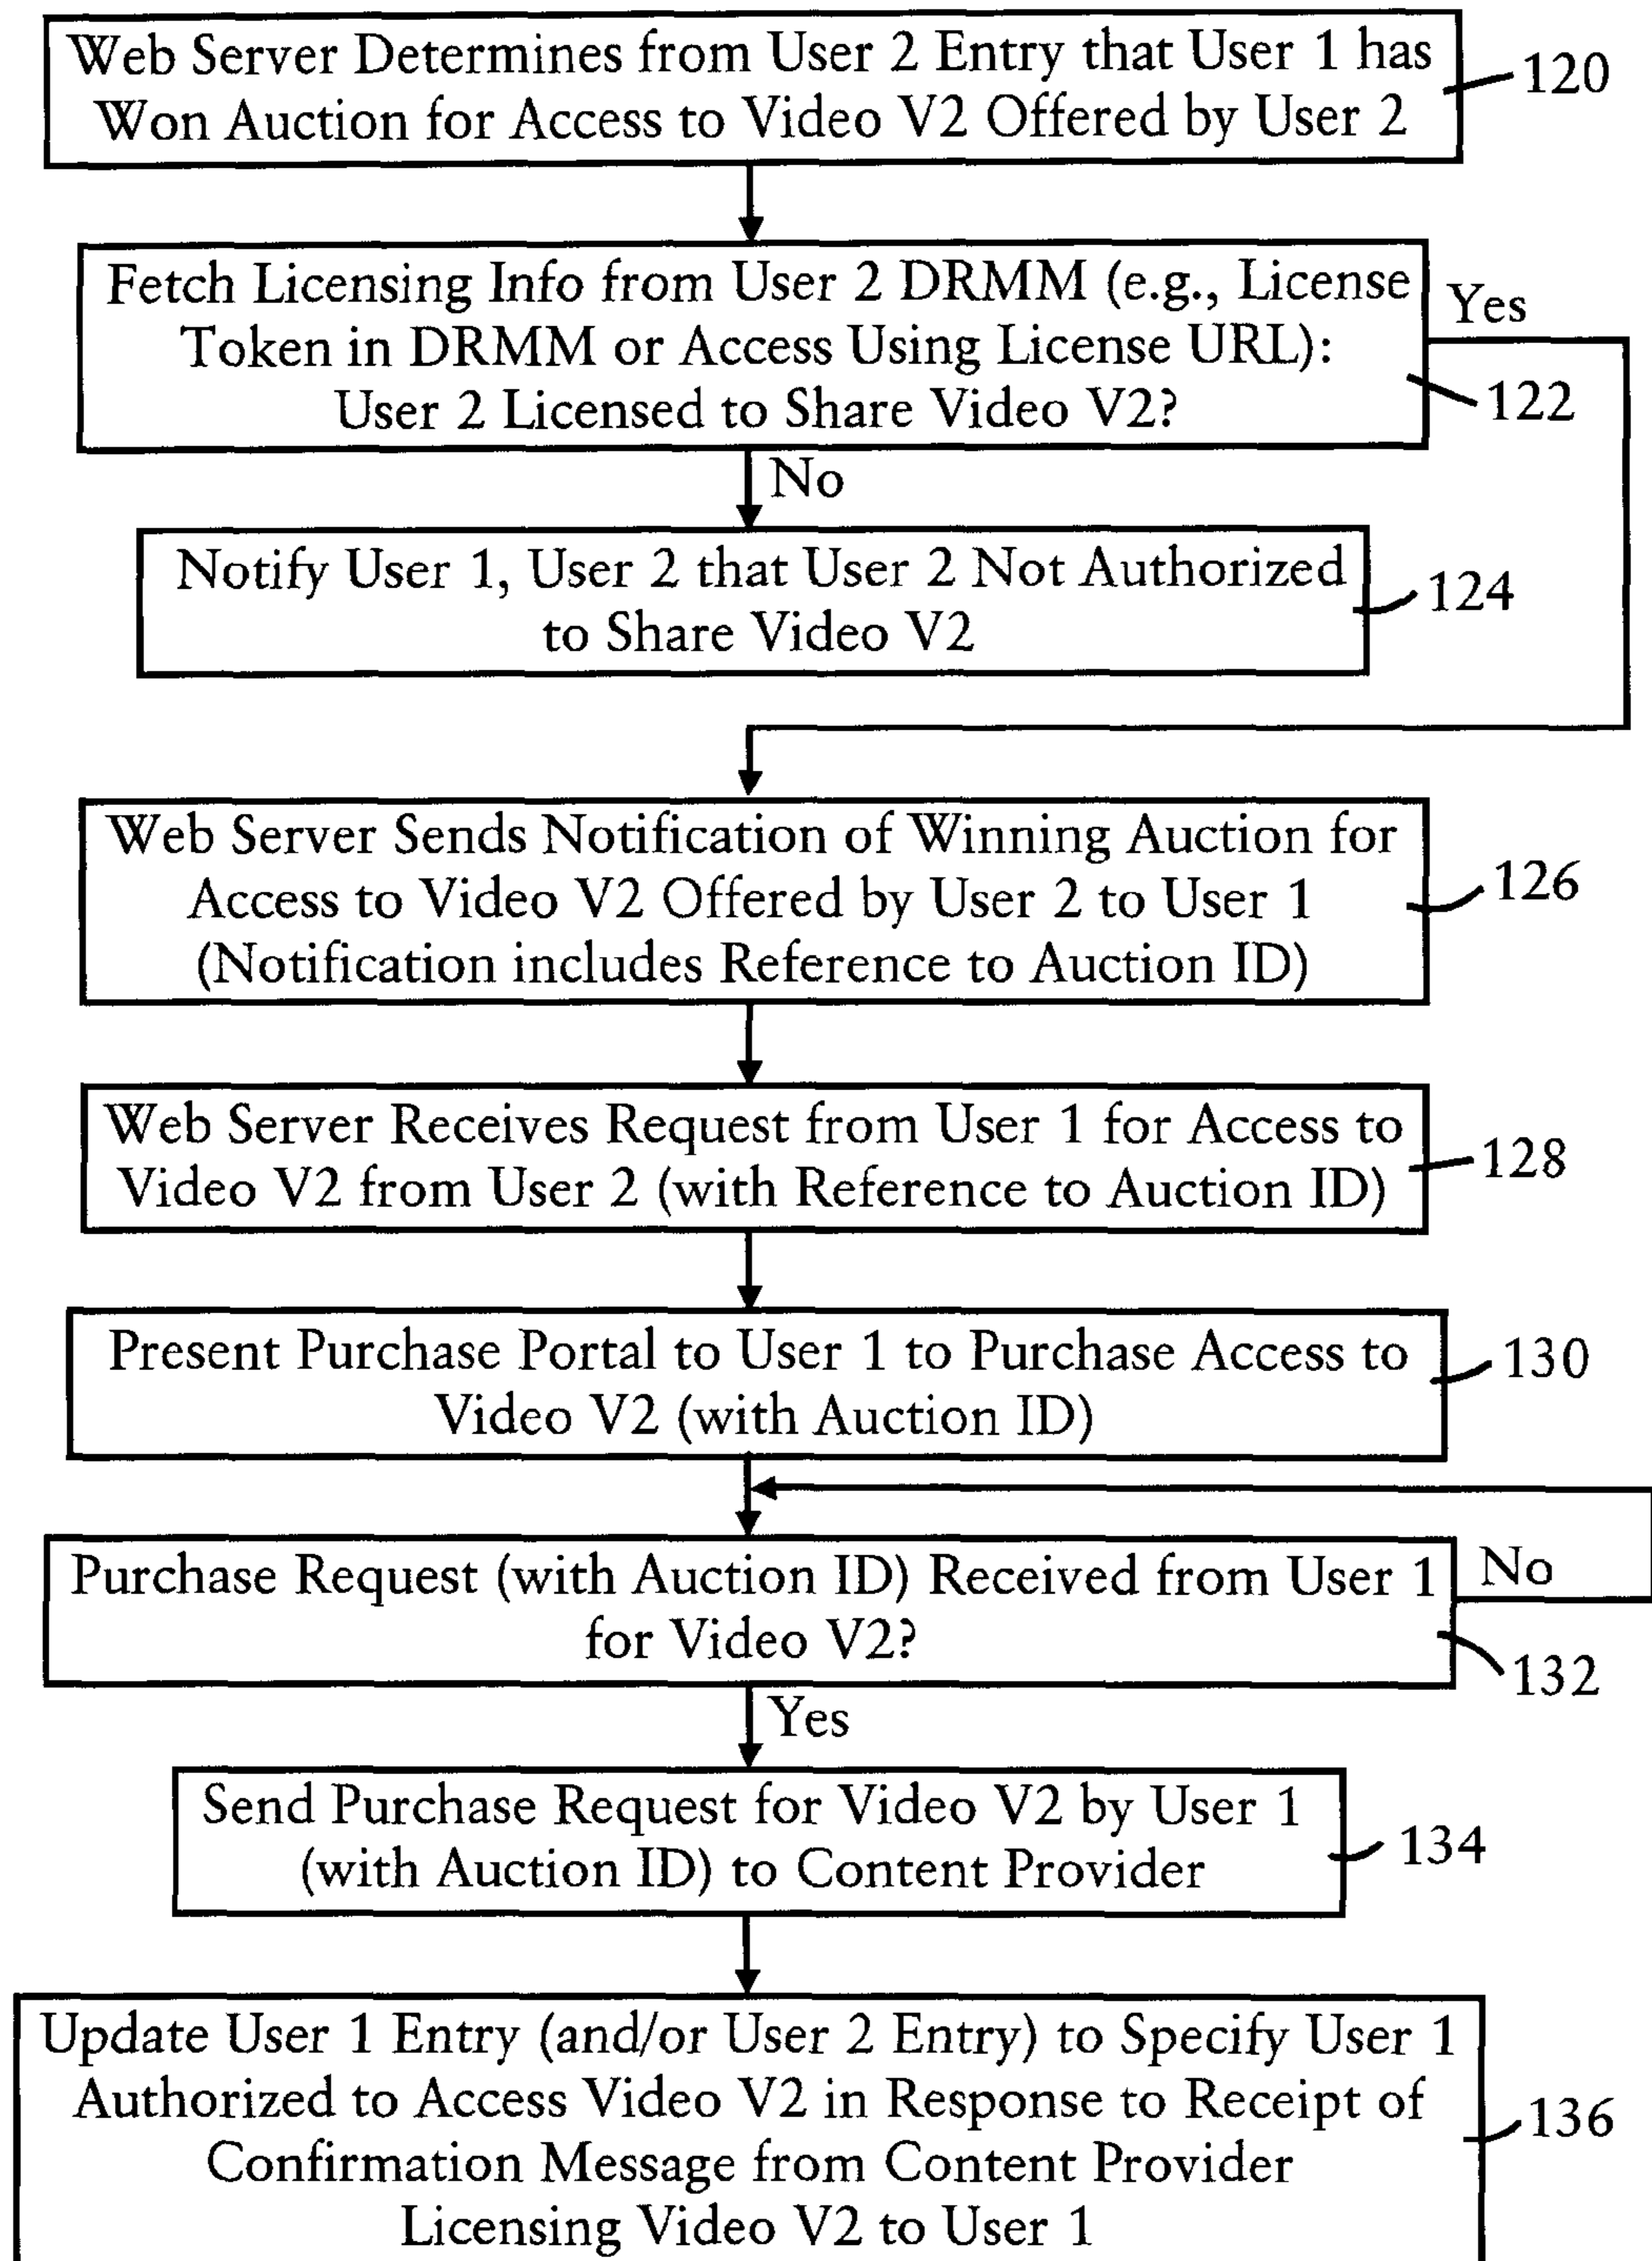 Web Server Determines from User 2 Entry that User 1 has
Won Auction for Access to Video V2 Offered by User 2
120
Fetch Licensing Info from User 2 DRMM (e.g., License
Token in DRMM or Access Using License URL):
User 2 Licensed to Share Video V2?
Yes
122
No
Notify User 1, User 2 that User 2 Not Authorized
to Share Video V2
124
Web Server Sends Notification of Winning Auction for
Access to Video V2 Offered by User 2 to User 1
(Notification includes Reference to Auction ID)
126
Web Server Receives Request from User 1 for Access to
Video V2 from User 2 (with Reference to Auction ID)
128
Present Purchase Portal to User 1 to Purchase Access to
Video V2 (with Auction ID)
130
Purchase Request (with Auction ID) Received from User 1
for Video V2?
No
132
Yes
Send Purchase Request for Video V2 by User 1
(with Auction ID) to Content Provider
134
Update User 1 Entry (and/or User 2 Entry) to Specify User 1
Authorized to Access Video V2 in Response to Receipt of
Confirmation Message from Content Provider
Licensing Video V2 to User 1
136